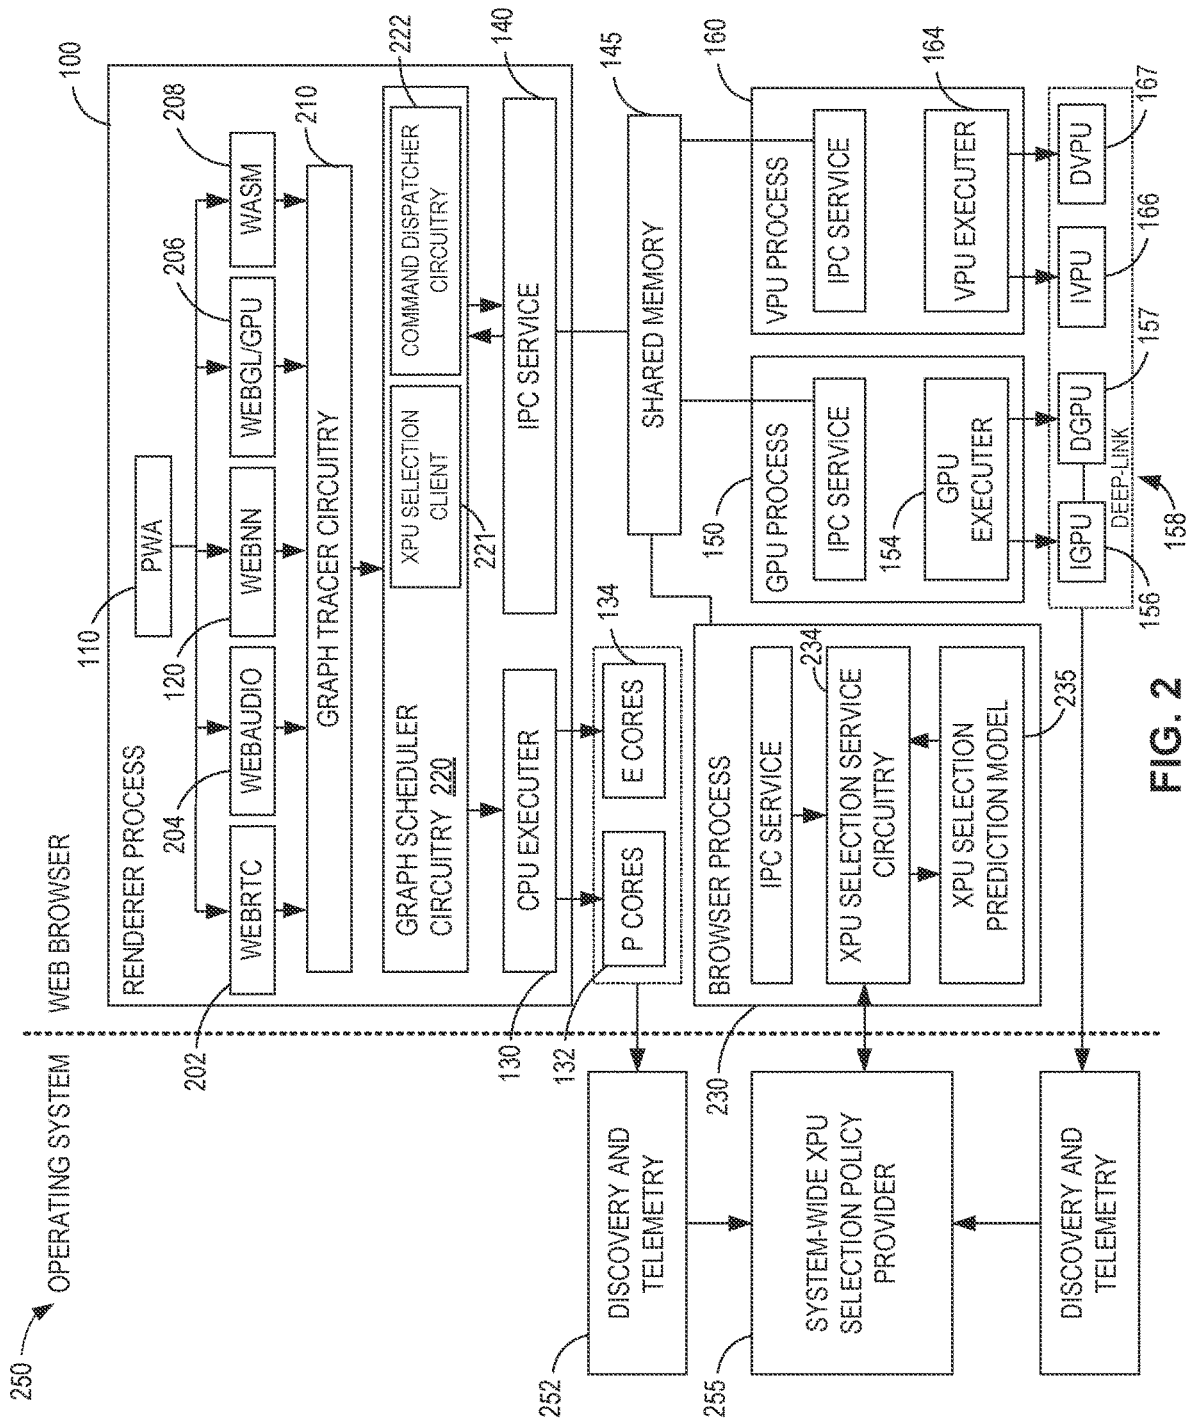 250
OPERATING SYSTEM
WEB BROWSER
100
RENDERER PROCESS
110
PWA
202
WEBRTC
204
WEBAUDIO
120
WEBNN
206
WEBGL/GPU
208
WASM
210
GRAPH TRACER CIRCUITRY
GRAPH SCHEDULER
CIRCUITRY 220
XPU SELECTION
CLIENT
221
COMMAND DISPATCHER
CIRCUITRY
222
130
CPU EXECUTER
IPC SERVICE
140
132
P CORES
E CORES
134
SHARED MEMORY
145
252
DISCOVERY AND
TELEMETRY
255
SYSTEM-WIDE XPU
SELECTION POLICY
PROVIDER
DISCOVERY AND
TELEMETRY
230
BROWSER PROCESS
IPC SERVICE
XPU SELECTION SERVICE
CIRCUITRY
234
XPU SELECTION
PREDICTION MODEL
235
150
GPU PROCESS
IPC SERVICE
154
GPU
EXECUTER
160
VPU PROCESS
IPC SERVICE
VPU EXECUTER
164
IGPU
156
DGPU
157
DEEP-LINK
158
IVPU
166
DVPU
167
FIG. 2